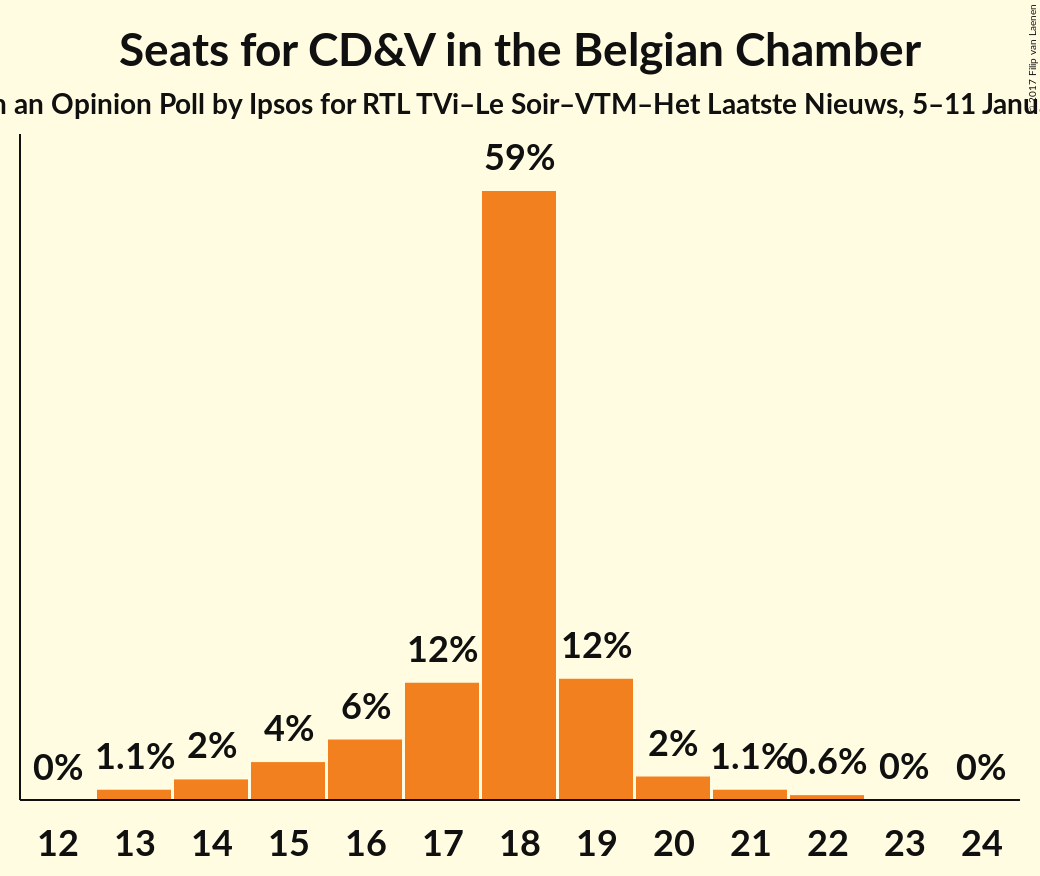 Seats for CD&V in the Belgian Chamber
an Opinion Poll by Ipsos for RTL TVi–Le Soir–VTM–Het Laatste Nieuws, 5–11
© 2017 Filip van Laenen
59%
12% 12%
6%
4%
2% 2%
1.1% 1.1%
0% 0.6% 0% 0%
12 13 14 15 16 17 18 19 20 21 22 23 24